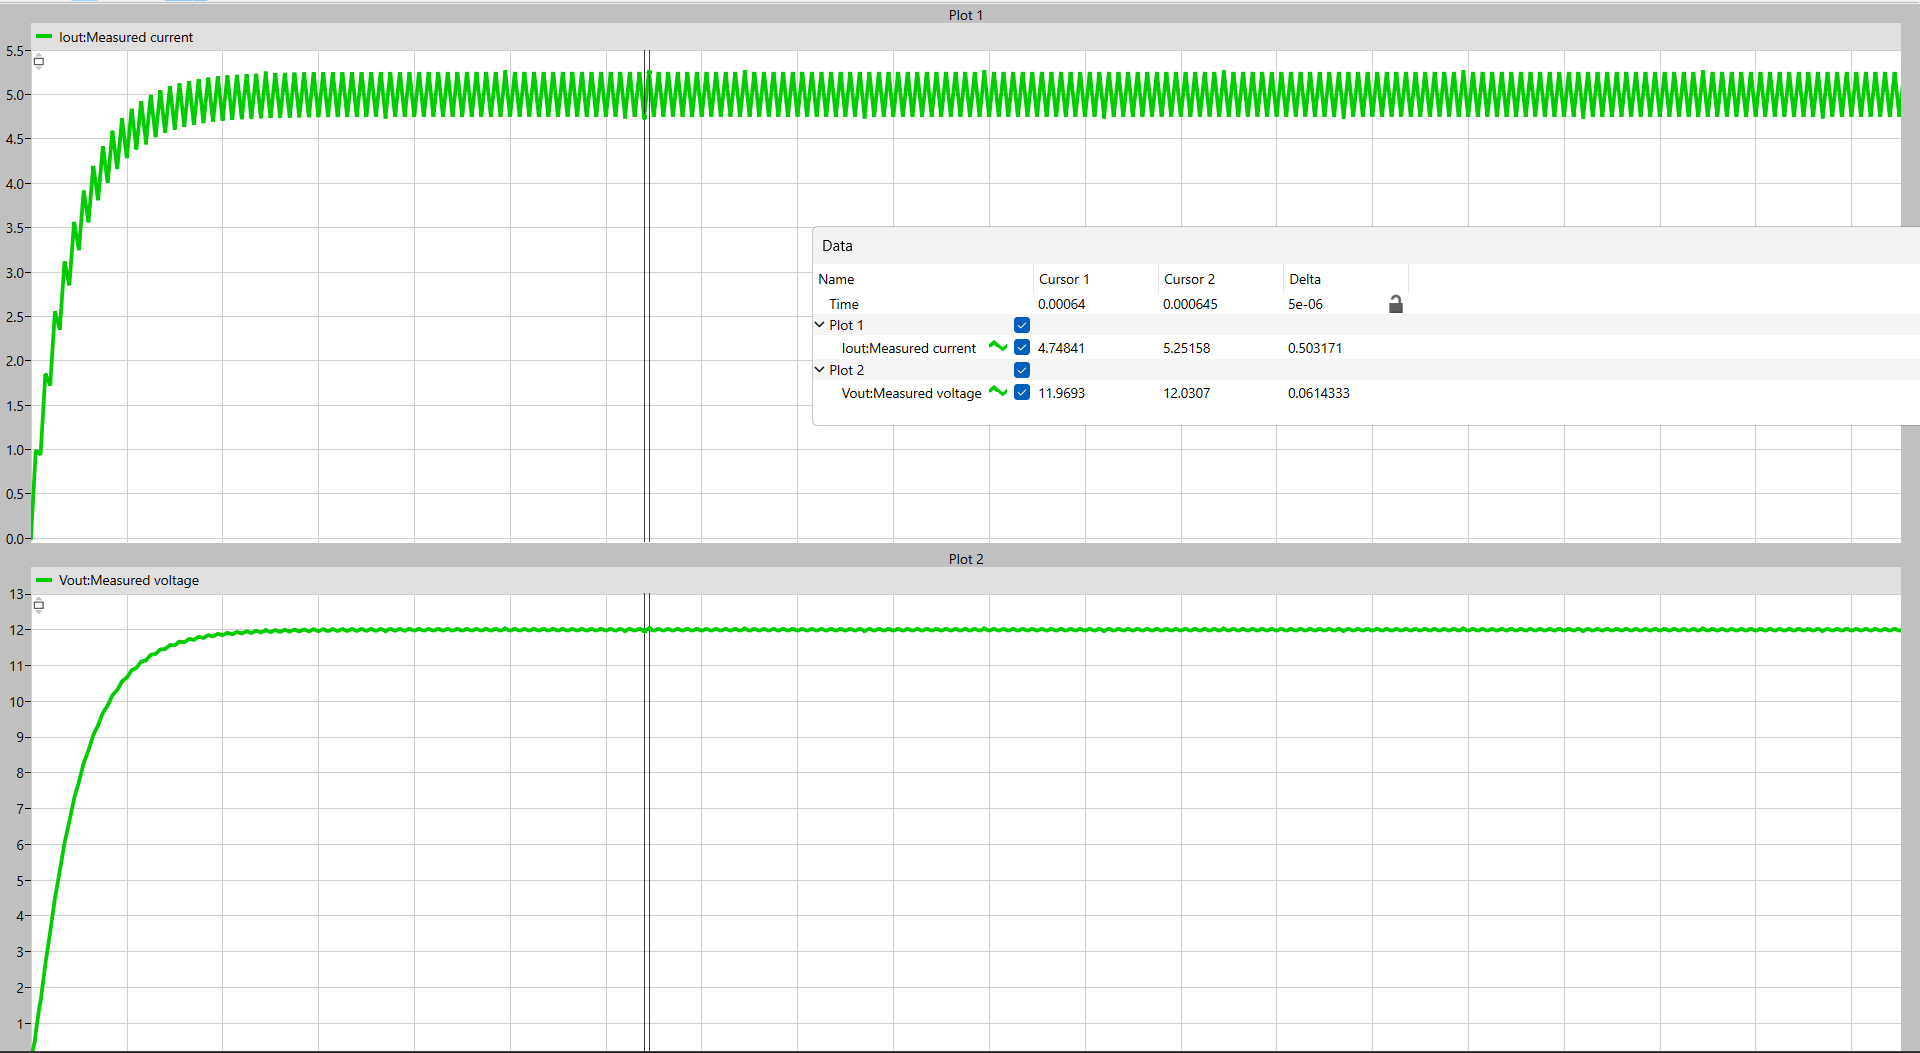 Plot 1
Iout:Measured current
5.5
5.0
4.5
4.0
3.5
3.0
2.5
2.0
1.5
1.0
0.5
0.0
Data
Name Cursor 1 Cursor 2 Delta
Time 0.00064 0.000645 5e-06
Plot 1
Iout:Measured current 4.74841 5.25158 0.503171
Plot 2
Vout:Measured voltage 11.9693 12.0307 0.0614333
Plot 2
Vout:Measured voltage
13
12
11
10
9
8
7
6
5
4
3
2
1